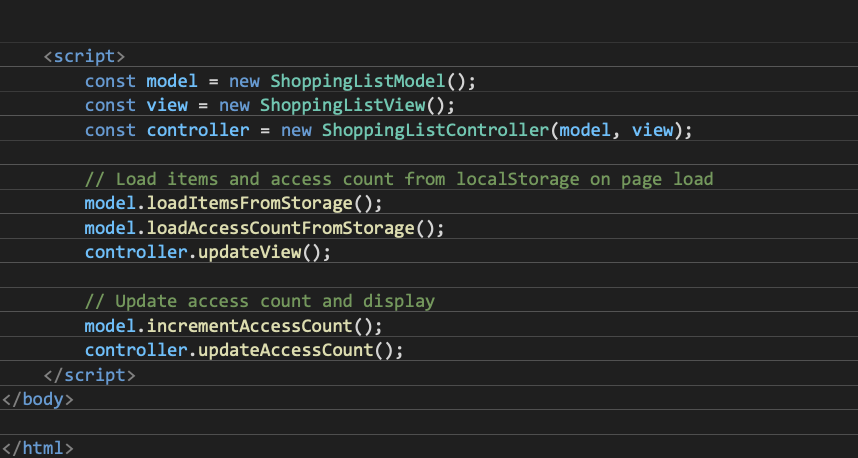 <script>
const model = new ShoppingListModel();
const view = new ShoppingListView();
const controller = new ShoppingListController(model, view);
// Load items and access count from localStorage on page load
model.loadItemsFromStorage();
model.loadAccessCountFromStorage();
controller.updateView();
// Update access count and display
model.incrementAccessCount();
controller.updateAccessCount();
</script>
</body>
</html>